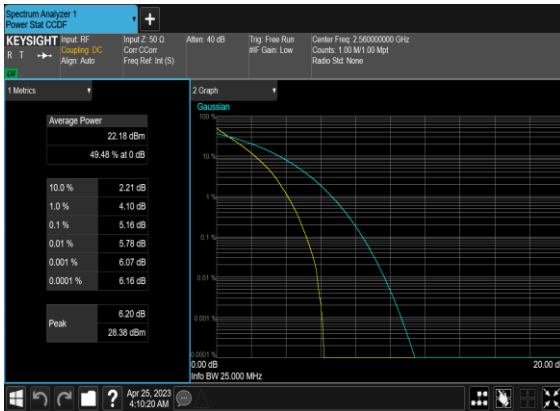 Spectrum Analyzer 1
Power Stat CCDF
+
KEYSIGHT
R T
LXI
Input: RF
Coupling: DC
Align: Auto
Input Z: 50 Ω
Corr CCorr
Freq Ref: Int (S)
Atten: 40 dB
Trig: Free Run
#IF Gain: Low
Center Freq: 2.560000000 GHz
Counts: 1.00 M/1.00 Mpt
Radio Std: None
1 Metrics
Average Power
22.18 dBm
49.48 % at 0 dB
10.0 % 2.21 dB
1.0 % 4.10 dB
0.1 % 5.16 dB
0.01 % 5.78 dB
0.001 % 6.07 dB
0.0001 % 6.16 dB
Peak
6.20 dB
28.38 dBm
2 Graph
Gaussian
100 %
10 %
1 %
0.1 %
0.01 %
0.001 %
0.0001 %
0.00 dB
20.00 d
Info BW 25.000 MHz
?
Apr 25, 2023
4:10:20 AM